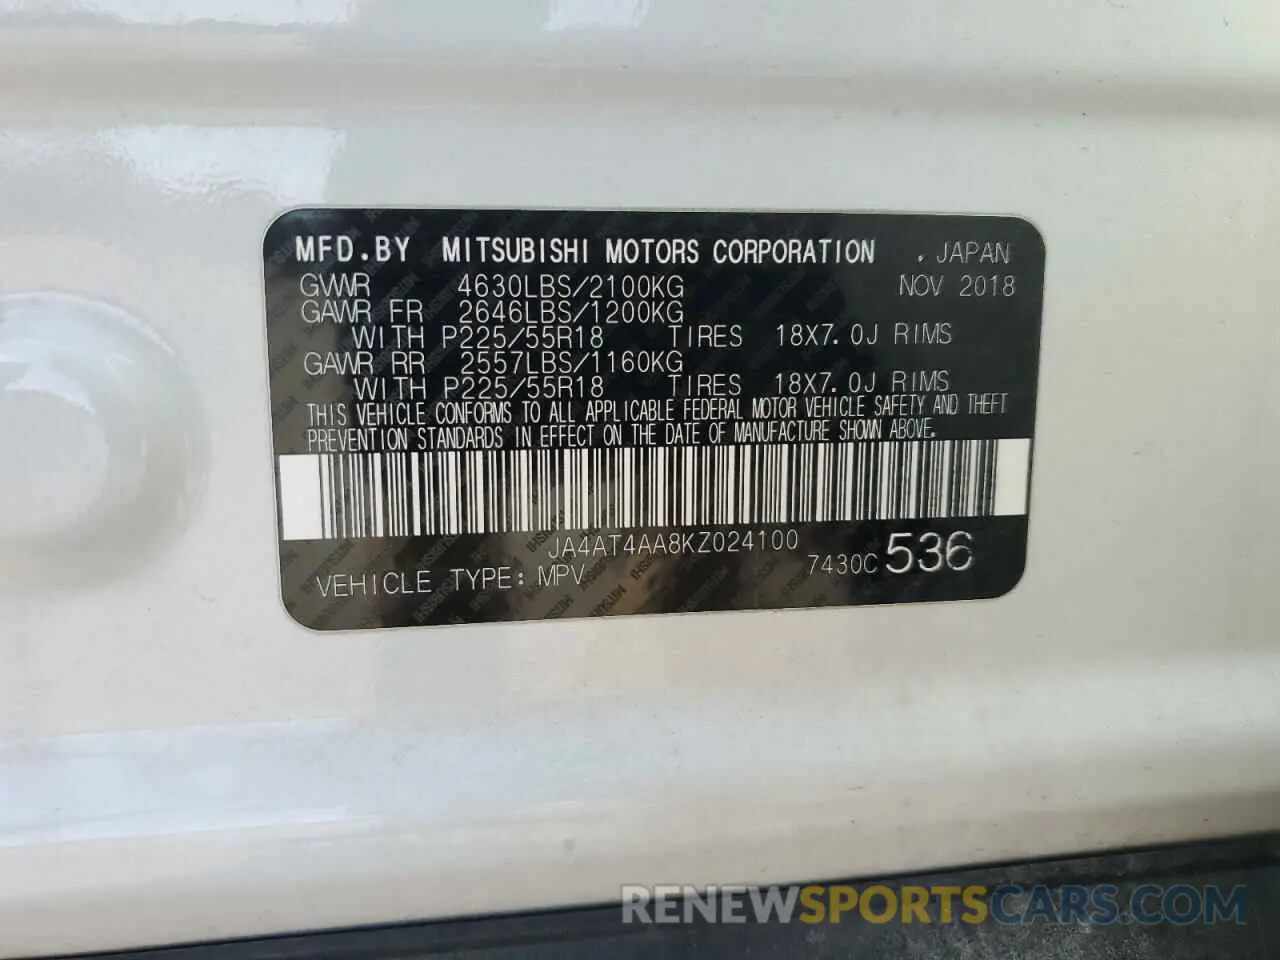 MFD.BY MITSUBISHI MOTORS CORPORATION , JAPAN
GVWR 4630LBS/2100KG NOV 2018
GAWR FR 2646LBS/1200KG
WITH P225/55R18 TIRES 18X7.0J RIMS
GAWR RR 2557LBS/1160KG
WITH P225/55R18 TIRES 18X7.0J RIMS
THIS VEHICLE CONFORMS TO ALL APPLICABLE FEDERAL MOTOR VEHICLE SAFETY AND THEFT
PREVENTION STANDARDS IN EFFECT ON THE DATE OF MANUFACTURE SHOWN ABOVE.
JA4AT4AA8KZ024100
VEHICLE TYPE: MPV 7430C 536
RENEWSPORTSCARS.COM